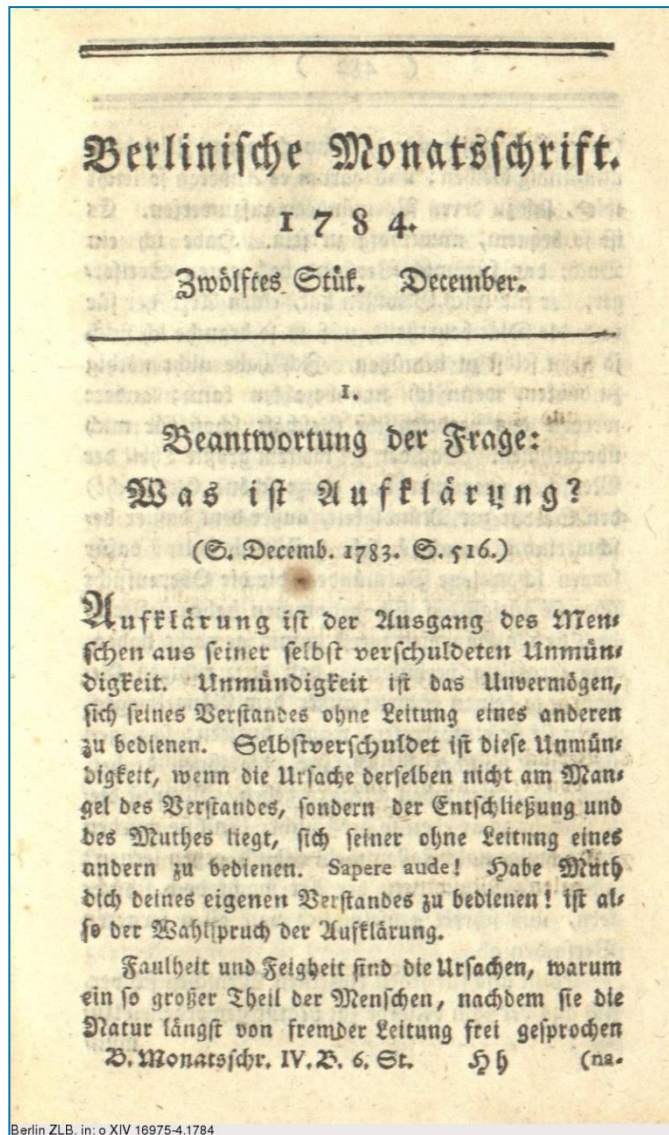 Berlinische Monatsschrift.
1784.
Zwölftes Stük. December.
1.
Beantwortung der Frage:
Was ist Aufklärung?
(S. Decemb. 1783. S. 516.)
Aufklärung ist der Ausgang des Men-
schen aus seiner selbst verschuldeten Unmün-
digkeit. Unmündigkeit ist das Unvermögen,
sich seines Verstandes ohne Leitung eines anderen
zu bedienen. Selbstverschuldet ist diese Unmün-
digkeit, wenn die Ursache derselben nicht am Man-
gel des Verstandes, sondern der Entschließung und
des Muthes liegt, sich seiner ohne Leitung eines
andern zu bedienen. Sapere aude! Habe Muth
dich deines eigenen Verstandes zu bedienen! ist al-
so der Wahlspruch der Aufklärung.
Faulheit und Feigheit sind die Ursachen, warum
ein so großer Theil der Menschen, nachdem sie die
Natur längst von fremder Leitung frei gesprochen
B. Monatsschr. IV. B. 6. St. Hh (na-
Berlin ZLB, in: o XIV 16975-4.1784